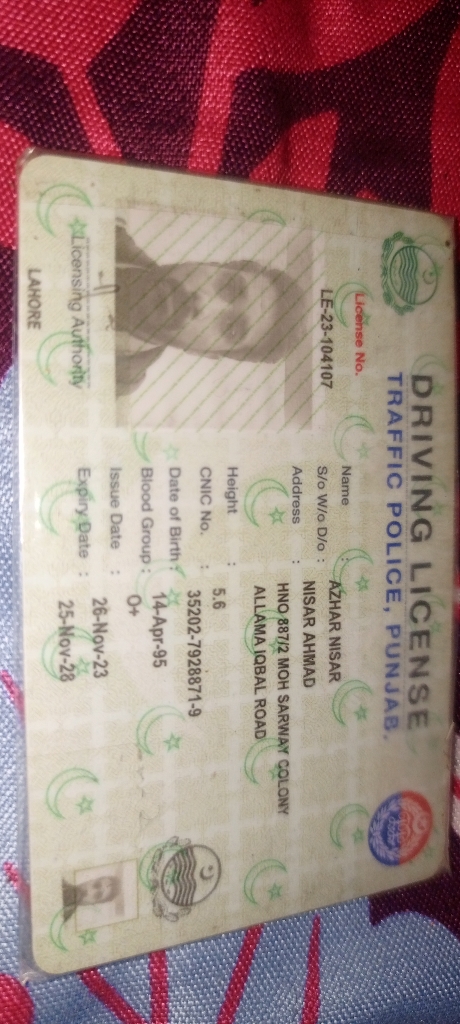 DRIVING LICENSE
TRAFFIC POLICE, PUNJAB.
License No.
LE-23-104107
Name : AZHAR NISAR
S/o W/o D/o : NISAR AHMAD
Address : HNO 887/2 MOH SARWAY COLONY
ALLAMA IQBAL ROAD
Height : 5.6
CNIC No. : 35202-7928871-9
Date of Birth : 14-Apr-95
Blood Group : O+
Issue Date : 26-Nov-23
Expiry Date : 25-Nov-28
Licensing Authority
LAHORE